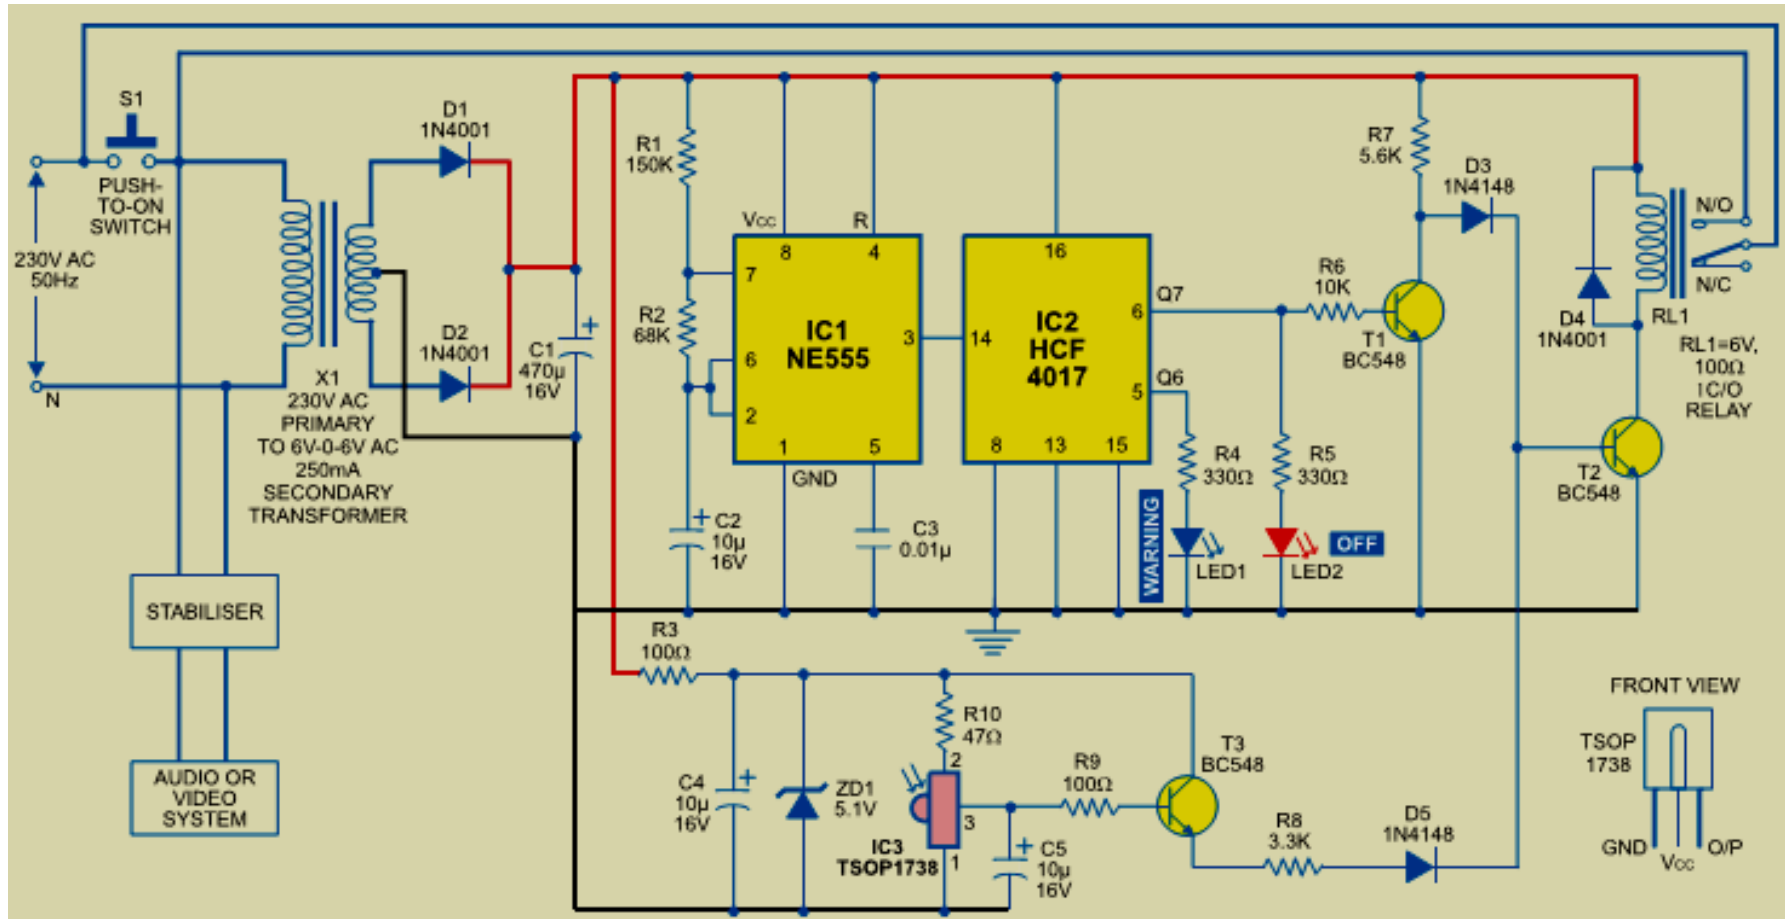 S1
PUSH-
TO-ON
SWITCH
230V AC
50Hz
N
D1
1N4001
D2
1N4001
X1
230V AC
PRIMARY
TO 6V-0-6V AC
250mA
SECONDARY
TRANSFORMER
STABILISER
AUDIO OR
VIDEO
SYSTEM
C1
470µ
16V
+
R1
150K
R2
68K
+
C2
10µ
16V
Vcc
R
8
4
7
6
2
3
1
5
IC1
NE555
GND
C3
0.01µ
16
14
IC2
HCF
4017
6
5
8
13
15
Q7
Q6
R4
330Ω
R5
330Ω
WARNING
LED1
LED2
OFF
R6
10K
R7
5.6K
T1
BC548
D3
1N4148
D4
1N4001
RL1
N/O
N/C
RL1=6V,
100Ω
IC/O
RELAY
T2
BC548
R3
100Ω
C4
10µ
16V
+
ZD1
5.1V
R10
47Ω
2
3
1
IC3
TSOP1738
+
C5
10µ
16V
R9
100Ω
T3
BC548
R8
3.3K
D5
1N4148
FRONT VIEW
TSOP
1738
GND
Vcc
O/P